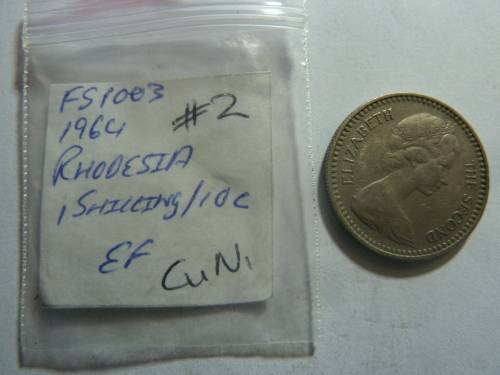 FS1003
#2
1964
RHODESIA
1 SHILLING/10c
EF
CuNi
ELIZABETH THE SECOND